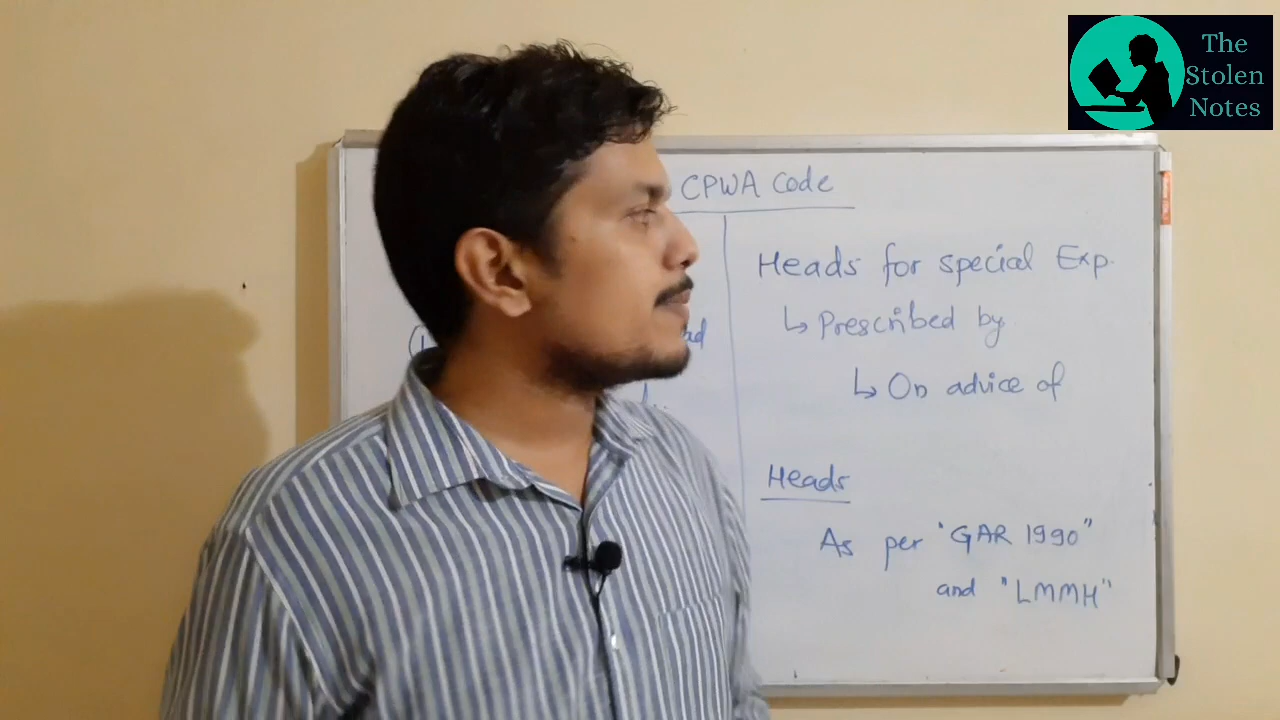 The
Stolen
Notes
CPWA Code
Heads for special Exp.
↳ Prescribed by
↳ On advice of
Heads
As per "GAR 1990"
and "LMMH"